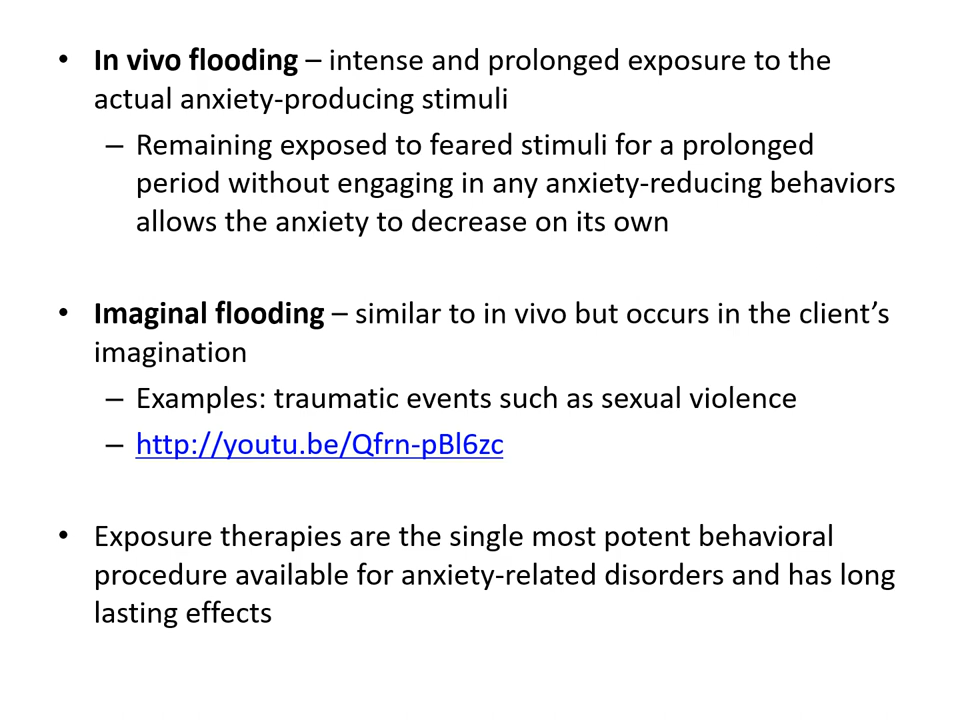 • In vivo flooding – intense and prolonged exposure to the
actual anxiety-producing stimuli
– Remaining exposed to feared stimuli for a prolonged
period without engaging in any anxiety-reducing behaviors
allows the anxiety to decrease on its own
• Imaginal flooding – similar to in vivo but occurs in the client’s
imagination
– Examples: traumatic events such as sexual violence
– http://youtu.be/Qfrn-pBl6zc
• Exposure therapies are the single most potent behavioral
procedure available for anxiety-related disorders and has long
lasting effects